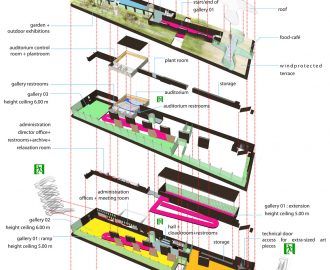 start/end of
gallery 01
roof
garden +
outdoor exhibitions
food-café
auditorium control
room + plantroom
plant room
windprotected
terrace
storage
gallery restrooms
auditorium
gallery 03
height ceiling 6.00 m
auditorium restrooms
administration
director office+
restrooms+archive+
relaxation room
administration
offices + meeting room
gallery 01 : extension
height ceiling 5.00 m
gallery 02
height ceiling 6.00 m
hall +
cloakrooms+restrooms
storage
technical door
access for extra-sized art
pieces
gallery 01 : ramp
height ceiling 5.00 m